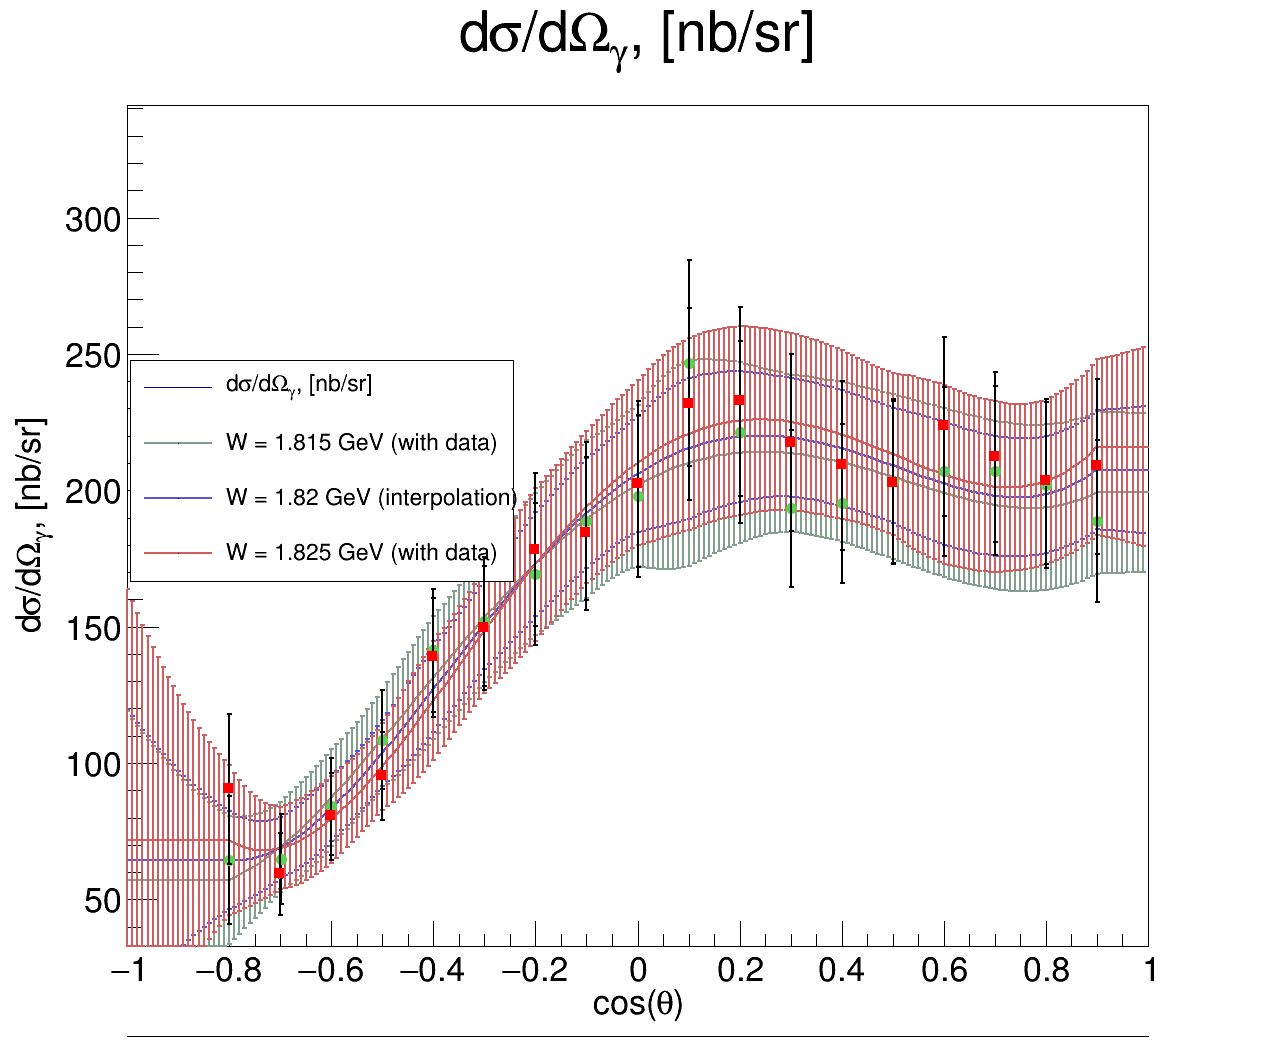 dσ/dΩγ, [nb/sr]
dσ/dΩγ, [nb/sr]
300
250
200
150
100
50
dσ/dΩγ, [nb/sr]
W = 1.815 GeV (with data)
W = 1.82 GeV (interpolation)
W = 1.825 GeV (with data)
−1 −0.8 −0.6 −0.4 −0.2 0 0.2 0.4 0.6 0.8 1
cos(θ)